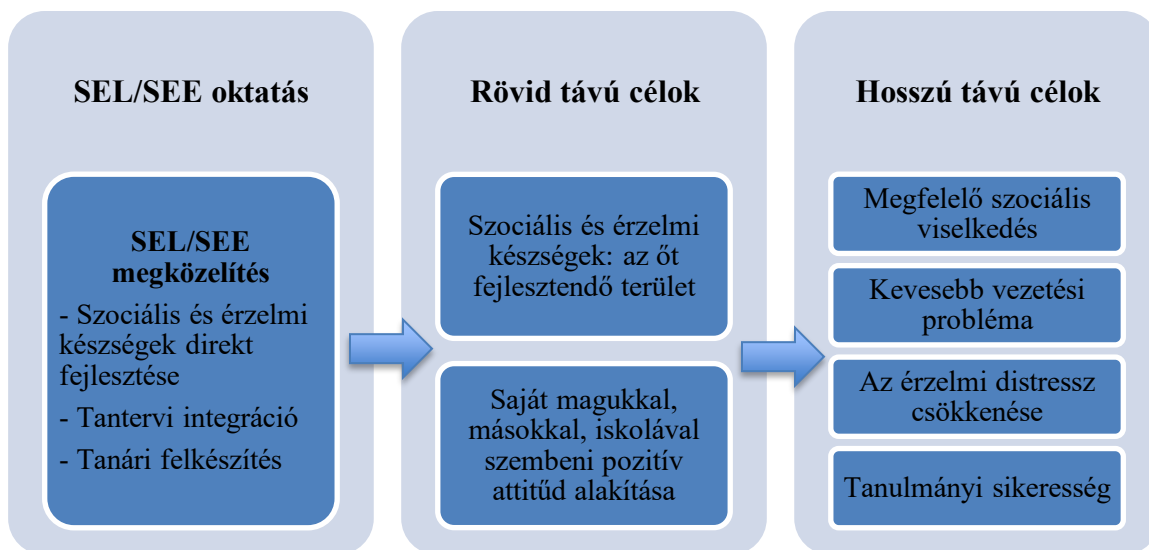 SEL/SEE oktatás
SEL/SEE
megközelítés
- Szociális és érzelmi
készségek direkt
fejlesztése
- Tantervi integráció
- Tanári felkészítés
Rövid távú célok
Szociális és érzelmi
készségek: az őt
fejlesztendő terület
Saját magukkal,
másokkal, iskolával
szembeni pozitív
attitűd alakítása
Hosszú távú célok
Megfelelő szociális
viselkedés
Kevesebb vezetési
probléma
Az érzelmi distressz
csökkenése
Tanulmányi sikeresség